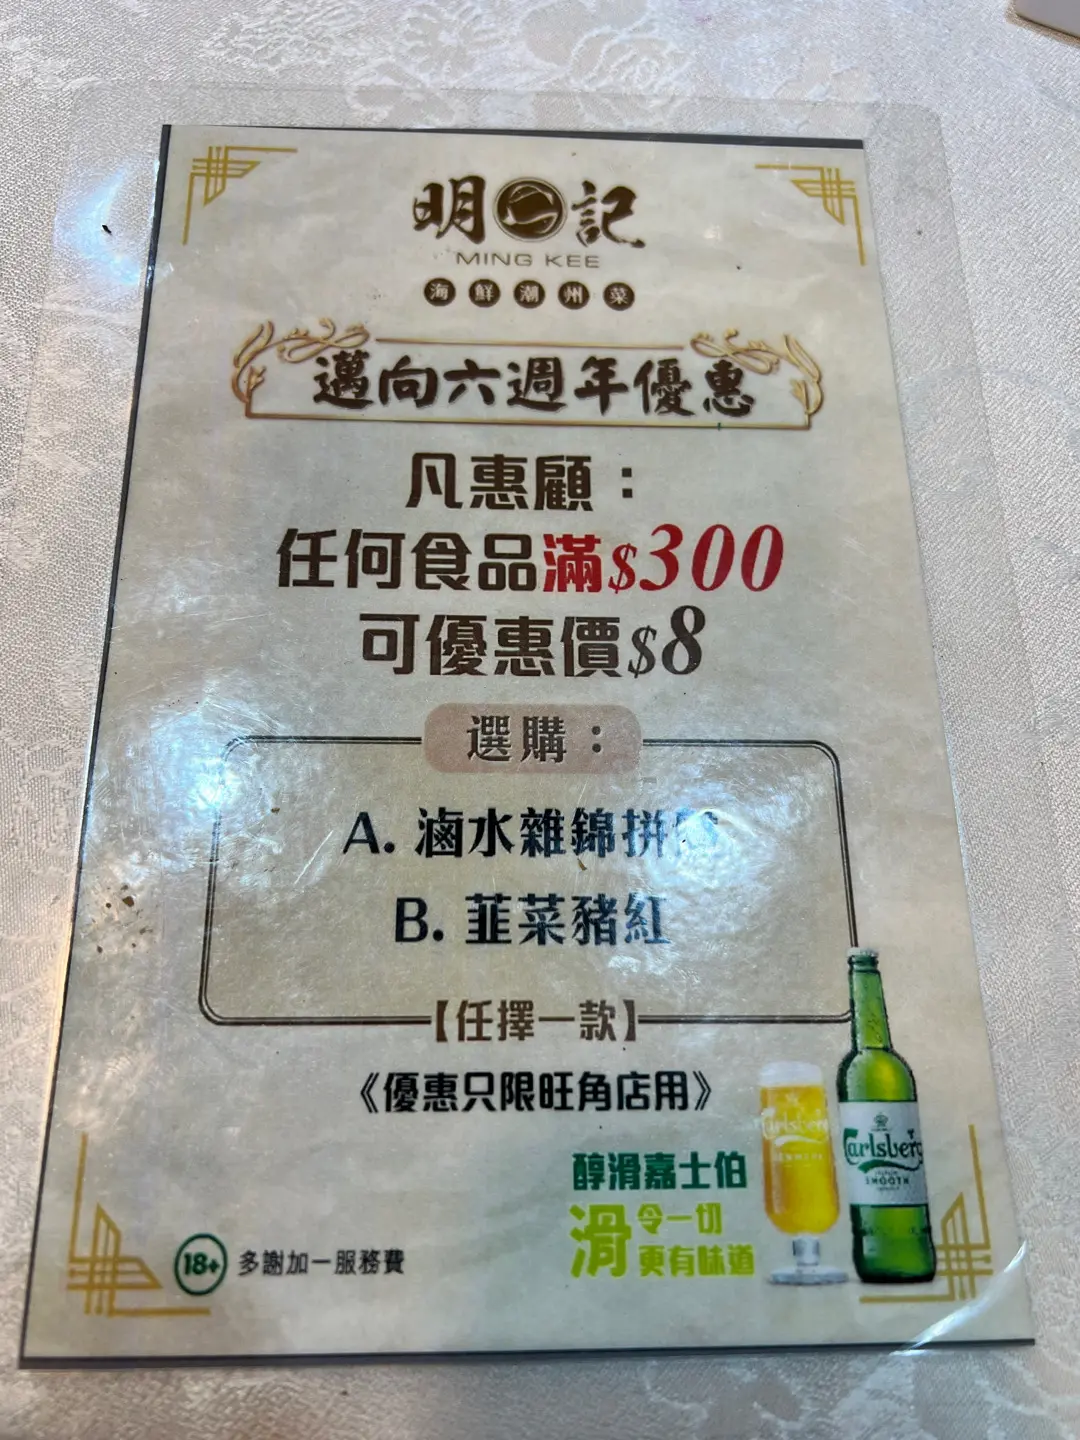 明記
MING KEE
海鮮潮州菜
邁向六週年優惠
凡惠顧：
任何食品滿$300
可優惠價$8
選購：
A. 滷水雜錦拼
B. 韮菜豬紅
【任擇一款】
《優惠只限旺角店用》
醇滑嘉士伯
滑令一切
更有味道
Carlsberg
SMOOTH
Carlsberg
18+ 多謝加一服務費